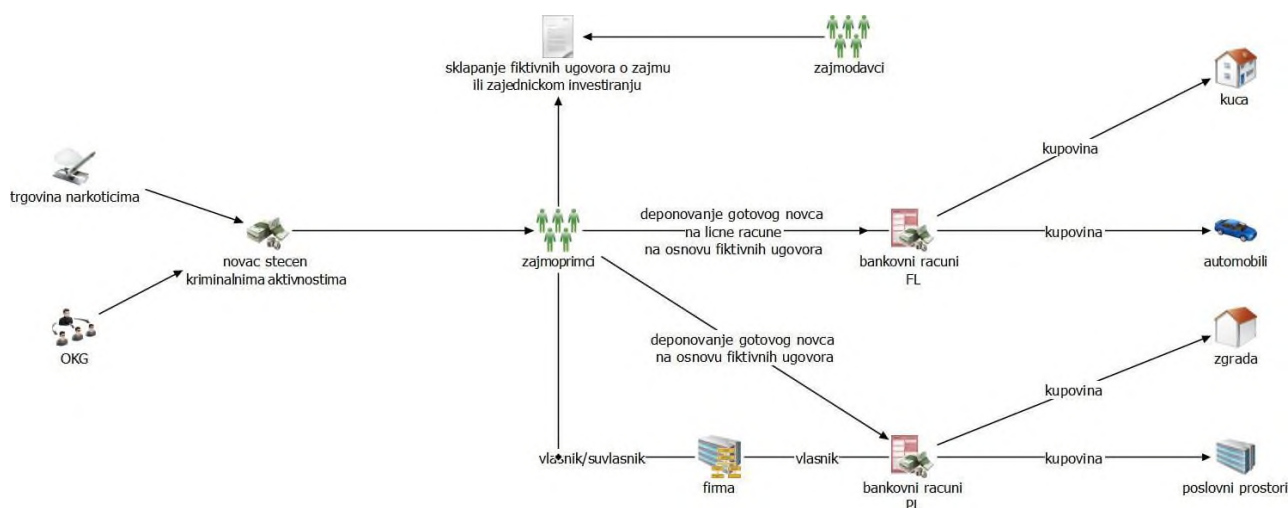 sklapanje fiktivnih ugovora o zajmu
ili zajednickom investiranju
zajmodavci
kuca
kupovina
trgovina narkoticima
novac stecen
kriminalnima aktivnostima
zajmoprimci
deponovanje gotovog novca
na licne racune
na osnovu fiktivnih ugovora
bankovni racuni
FL
kupovina
automobili
OKG
deponovanje gotovog novca
na osnovu fiktivnih ugovora
kupovina
zgrada
vlasnik/suvlasnik
firma
vlasnik
bankovni racuni
PL
kupovina
poslovni prostori